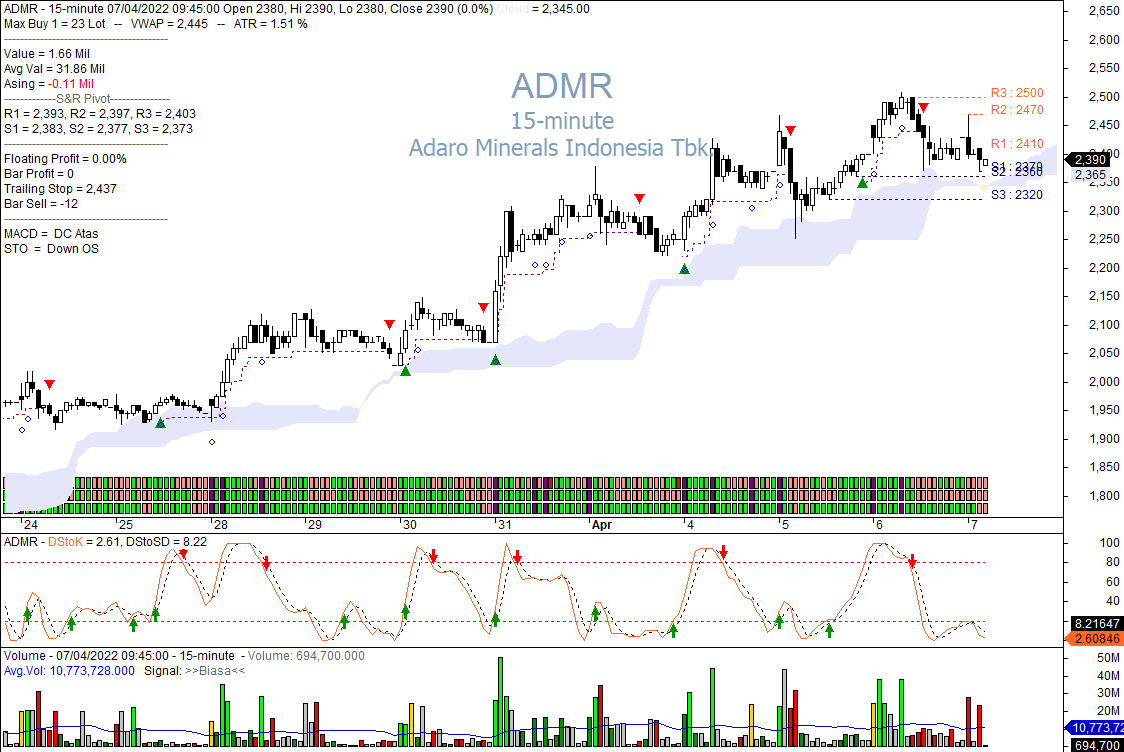 ADMR - 15-minute 07/04/2022 09:45:00 Open 2380, Hi 2390, Lo 2380, Close 2390 (0.0%) Cloud = 2,345.00
Max Buy 1 = 23 Lot -- VWAP = 2,445 -- ATR = 1.51 %
Value = 1.66 Mil
Avg Val = 31.86 Mil
Asing = -0.11 Mil
-------------S&R Pivot---------------
R1 = 2,393, R2 = 2,397, R3 = 2,403
S1 = 2,383, S2 = 2,377, S3 = 2,373
Floating Profit = 0.00%
Bar Profit = 0
Trailing Stop = 2,437
Bar Sell = -12
MACD = DC Atas
STO = Down OS
ADMR
15-minute
Adaro Minerals Indonesia Tbk.
R3 : 2500
R2 : 2470
R1 : 2410
S1 : 2370
S2 : 2360
S3 : 2320
2,650
2,600
2,550
2,500
2,450
2,400
2,390
2,365
2,350
2,300
2,250
2,200
2,150
2,100
2,050
2,000
1,950
1,900
1,850
1,800
24 25 28 29 30 31 Apr 4 5 6 7
ADMR - DStoK = 2.61, DStoSD = 8.22
100
80
60
40
8.21647
2.60846
Volume - 07/04/2022 09:45:00 - 15-minute - Volume: 694,700.000
Avg.Vol: 10,773,728.000 Signal: >>Biasa<<
50M
40M
30M
20M
10,773,72
694,700